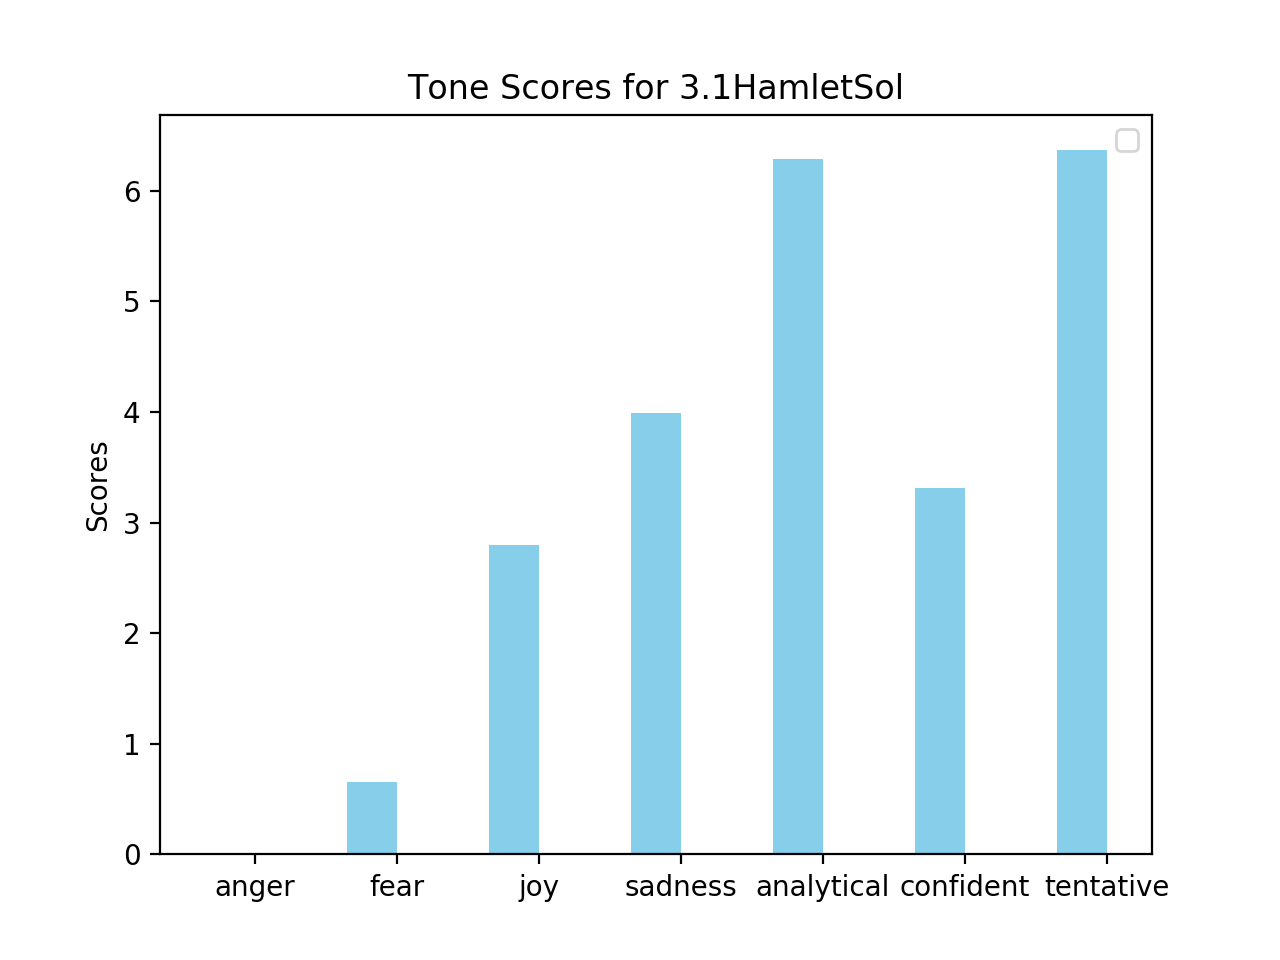 Tone Scores for 3.1HamletSol
6
5
4
3
2
1
0
Scores
anger fear joy sadness analytical confident tentative